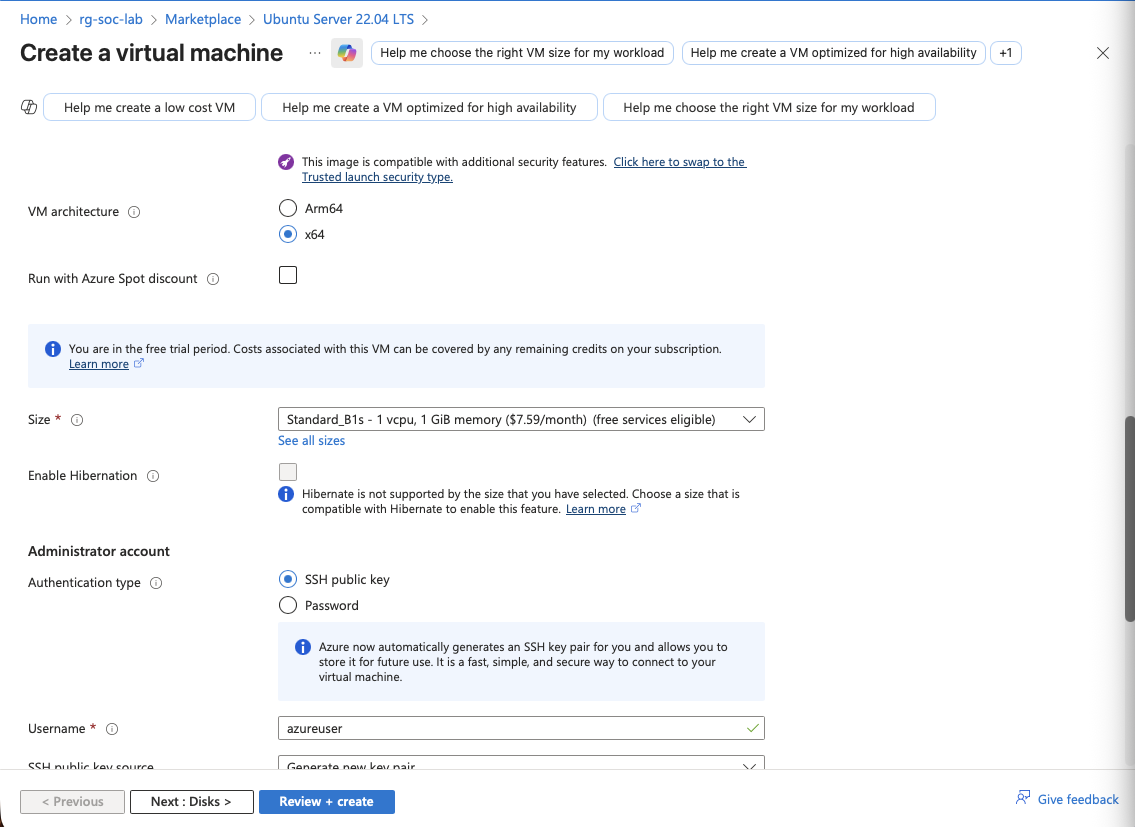 Home > rg-soc-lab > Marketplace > Ubuntu Server 22.04 LTS >
Create a virtual machine ... Help me choose the right VM size for my workload Help me create a VM optimized for high availability +1
Help me create a low cost VM Help me create a VM optimized for high availability Help me choose the right VM size for my workload
This image is compatible with additional security features. Click here to swap to the
Trusted launch security type.
VM architecture
Arm64
x64
Run with Azure Spot discount
You are in the free trial period. Costs associated with this VM can be covered by any remaining credits on your subscription.
Learn more
Size *
Standard_B1s - 1 vcpu, 1 GiB memory ($7.59/month) (free services eligible)
See all sizes
Enable Hibernation
Hibernate is not supported by the size that you have selected. Choose a size that is
compatible with Hibernate to enable this feature. Learn more
Administrator account
Authentication type
SSH public key
Password
Azure now automatically generates an SSH key pair for you and allows you to
store it for future use. It is a fast, simple, and secure way to connect to your
virtual machine.
Username *
azureuser
SSH public key source
Generate new key pair
< Previous Next : Disks > Review + create Give feedback